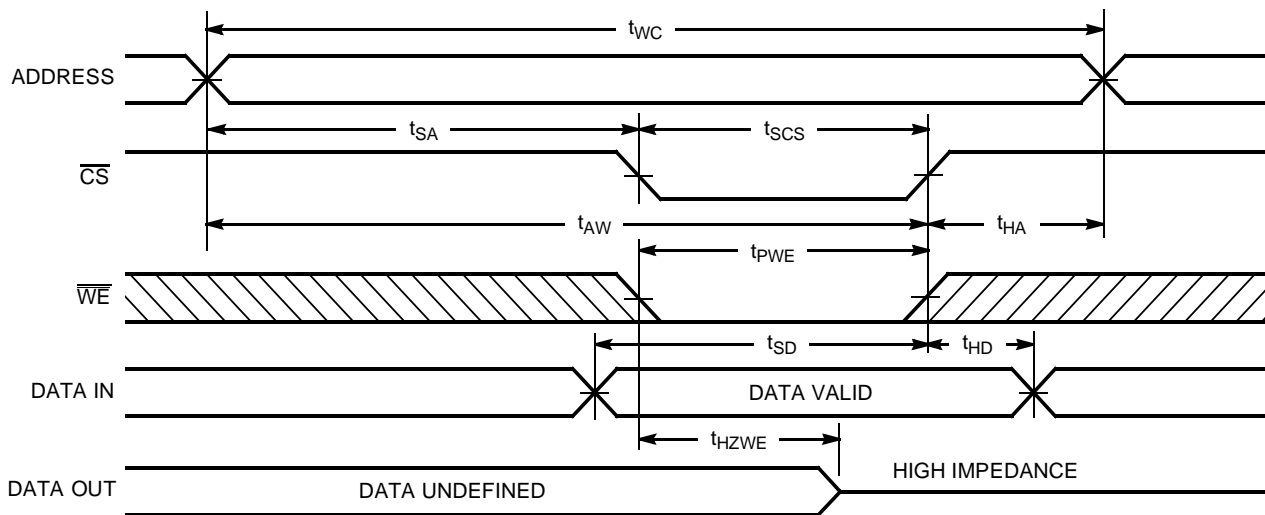 tWC
ADDRESS
tSA
tSCS
CS
tAW
tHA
tPWE
WE
tSD
tHD
DATA IN
DATA VALID
tHZWE
DATA OUT
DATA UNDEFINED
HIGH IMPEDANCE